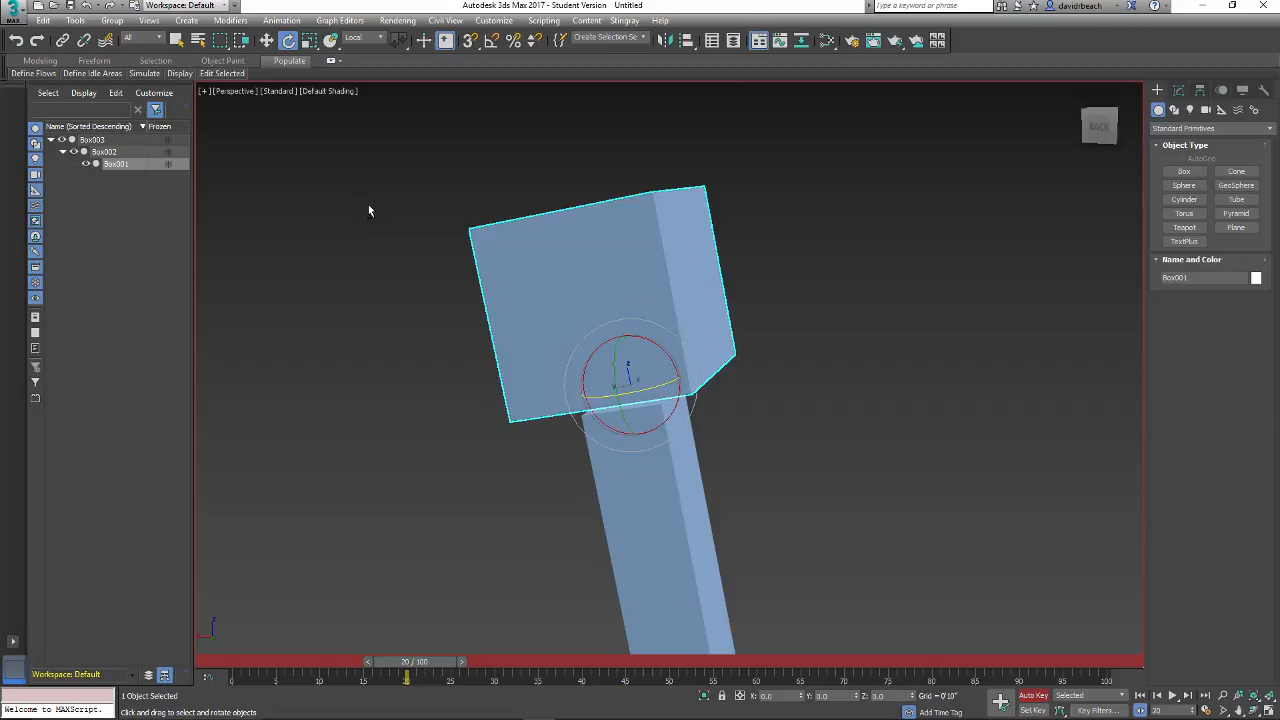 Workspace: Default
Autodesk 3ds Max 2017 - Student Version    Untitled
Type a keyword or phrase
davidrbeach
MAX
Edit Tools Group Views Create Modifiers Animation Graph Editors Rendering Civil View Customize Scripting Content Stingray Help
All
Local
Create Selection Se
Modeling Freeform Selection Object Paint Populate
Define Flows Define Idle Areas Simulate Display Edit Selected
Select Display Edit Customize
[+] [Perspective] [Standard] [Default Shading]
Name (Sorted Descending) Frozen
Box003
Box002
Box001
BACK
Standard Primitives
Object Type
AutoGrid
Box Cone
Sphere GeoSphere
Cylinder Tube
Torus Pyramid
Teapot Plane
TextPlus
Name and Color
Box001
20 / 100
Workspace: Default
0 5 10 15 20 25 30 35 40 45 50 55 60 65 70 75 80 85 90 95 100
1 Object Selected
X: 0.0 Y: 0.0 Z: 0.0 Grid = 0'10"
Auto Key Selected
Welcome to MAXScript.
Click and drag to select and rotate objects
Add Time Tag
Set Key Key Filters... 20